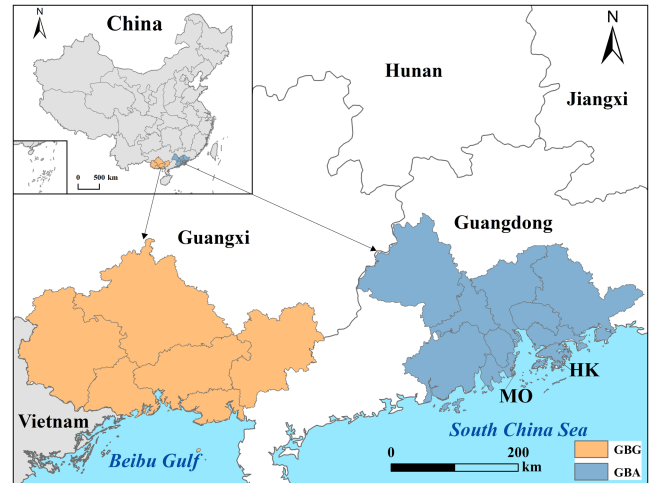 N
China
0 500 km
N
Hunan
Jiangxi
Guangxi
Guangdong
HK
MO
Vietnam
South China Sea
Beibu Gulf
0 200
km
GBG
GBA